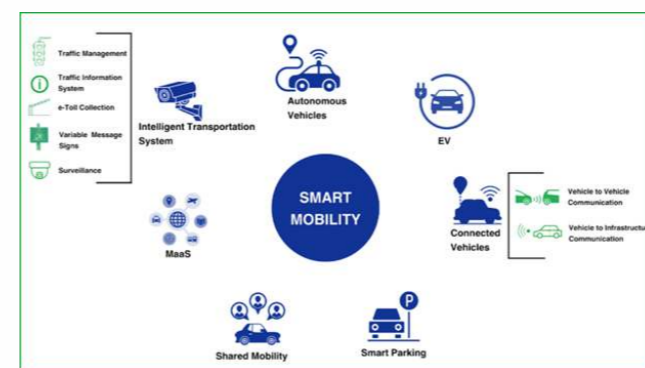 Traffic Management
Traffic Information
System
e-Toll Collection
Variable Message
Signs
Surveillance
Intelligent Transportation
System
Autonomous
Vehicles
EV
SMART
MOBILITY
MaaS
Connected
Vehicles
Vehicle to Vehicle
Communication
Vehicle to Infrastructu
Communication
Shared Mobility
P
Smart Parking